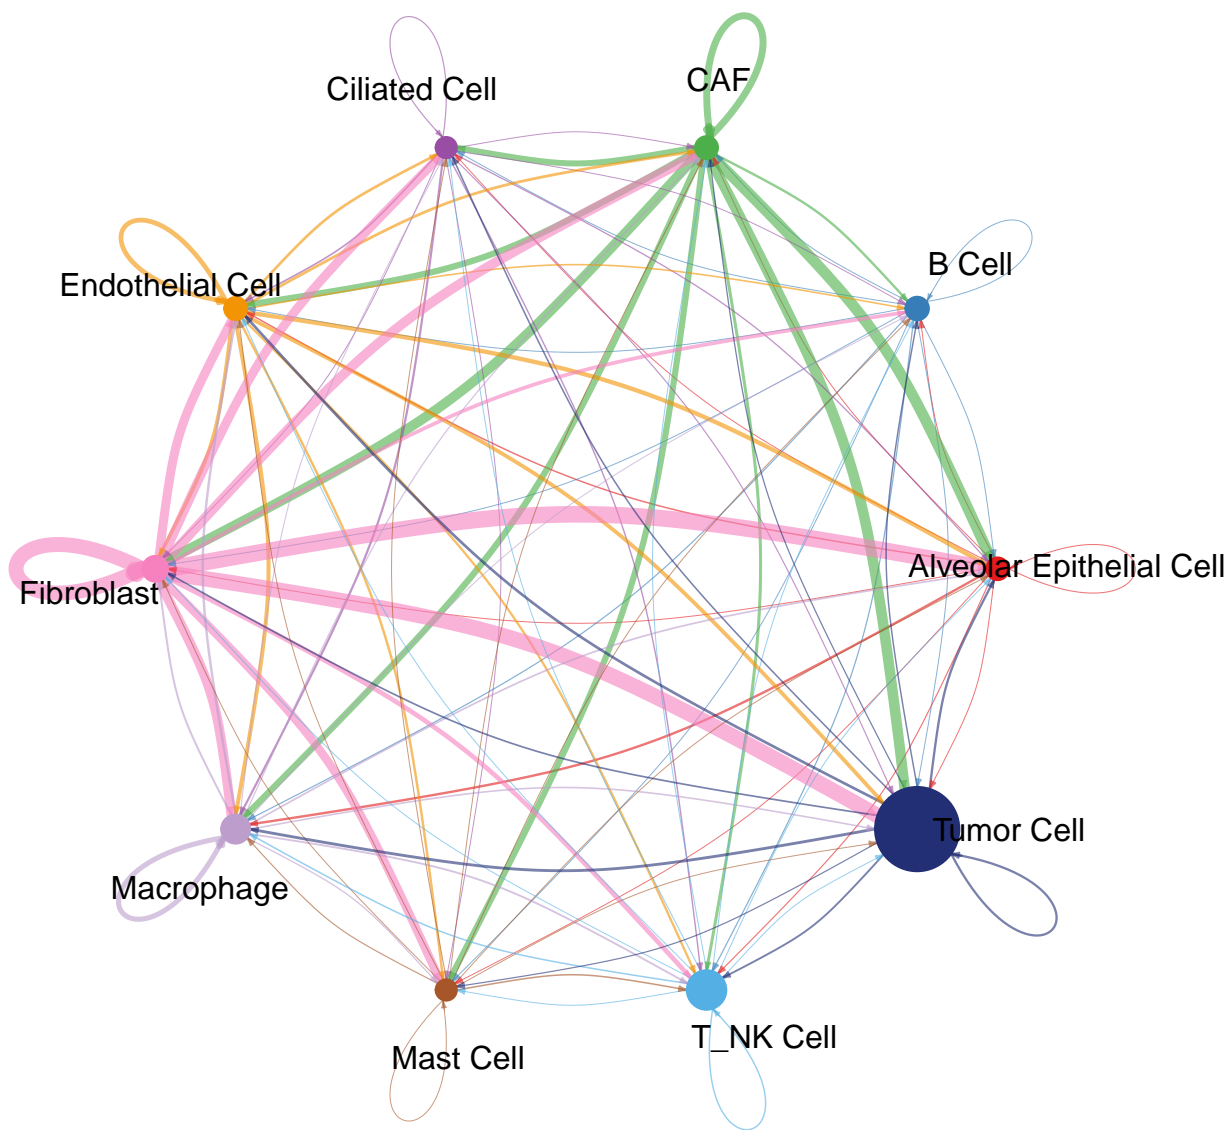 CAF
Ciliated Cell
B Cell
Endothelial Cell
Alveolar Epithelial Cell
Fibroblast
Tumor Cell
Macrophage
T_NK Cell
Mast Cell